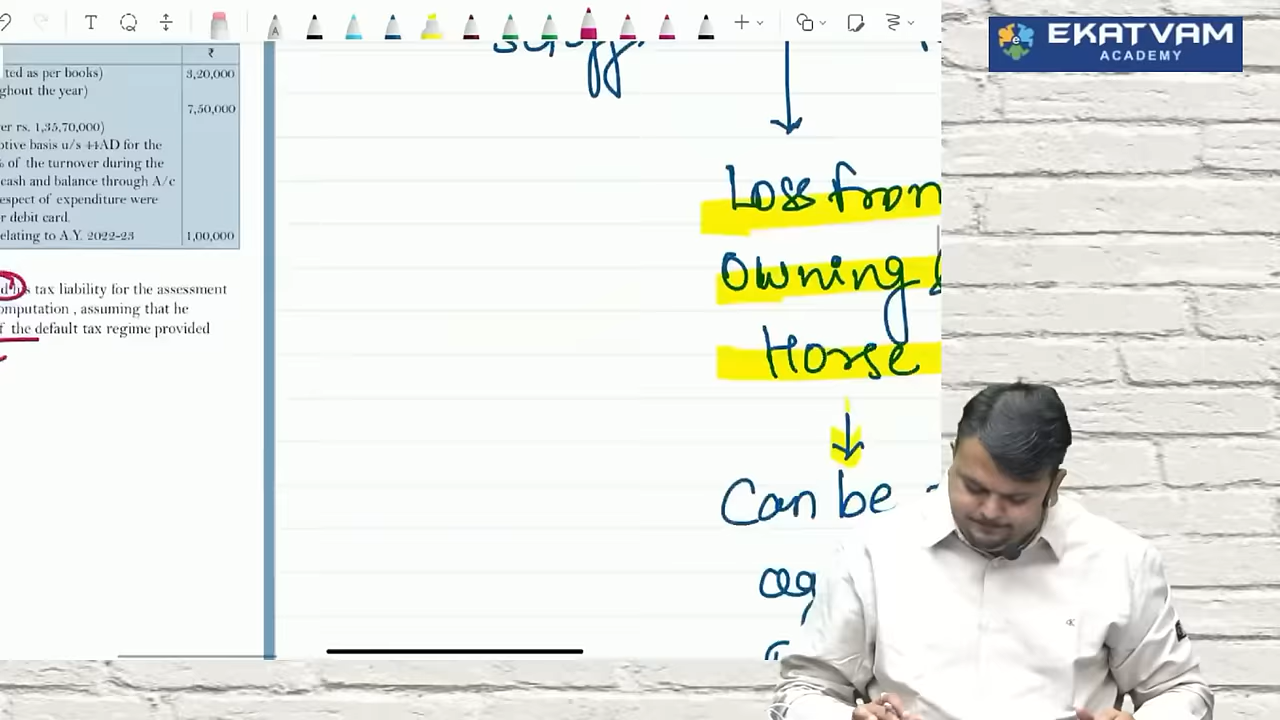 T
A
EKATVAM
ACADEMY
₹
ted as per books)
3,20,000
ghout the year)
7,50,000
er rs. 1,35,70,000)
ptive basis u/s 44AD for the
% of the turnover during the
cash and balance through A/c
espect of expenditure were
r debit card.
elating to A.Y. 2022-23
1,00,000
tax liability for the assessment
omputation , assuming that he
f the default tax regime provided
Loss from
Owning &
Horse
Can be